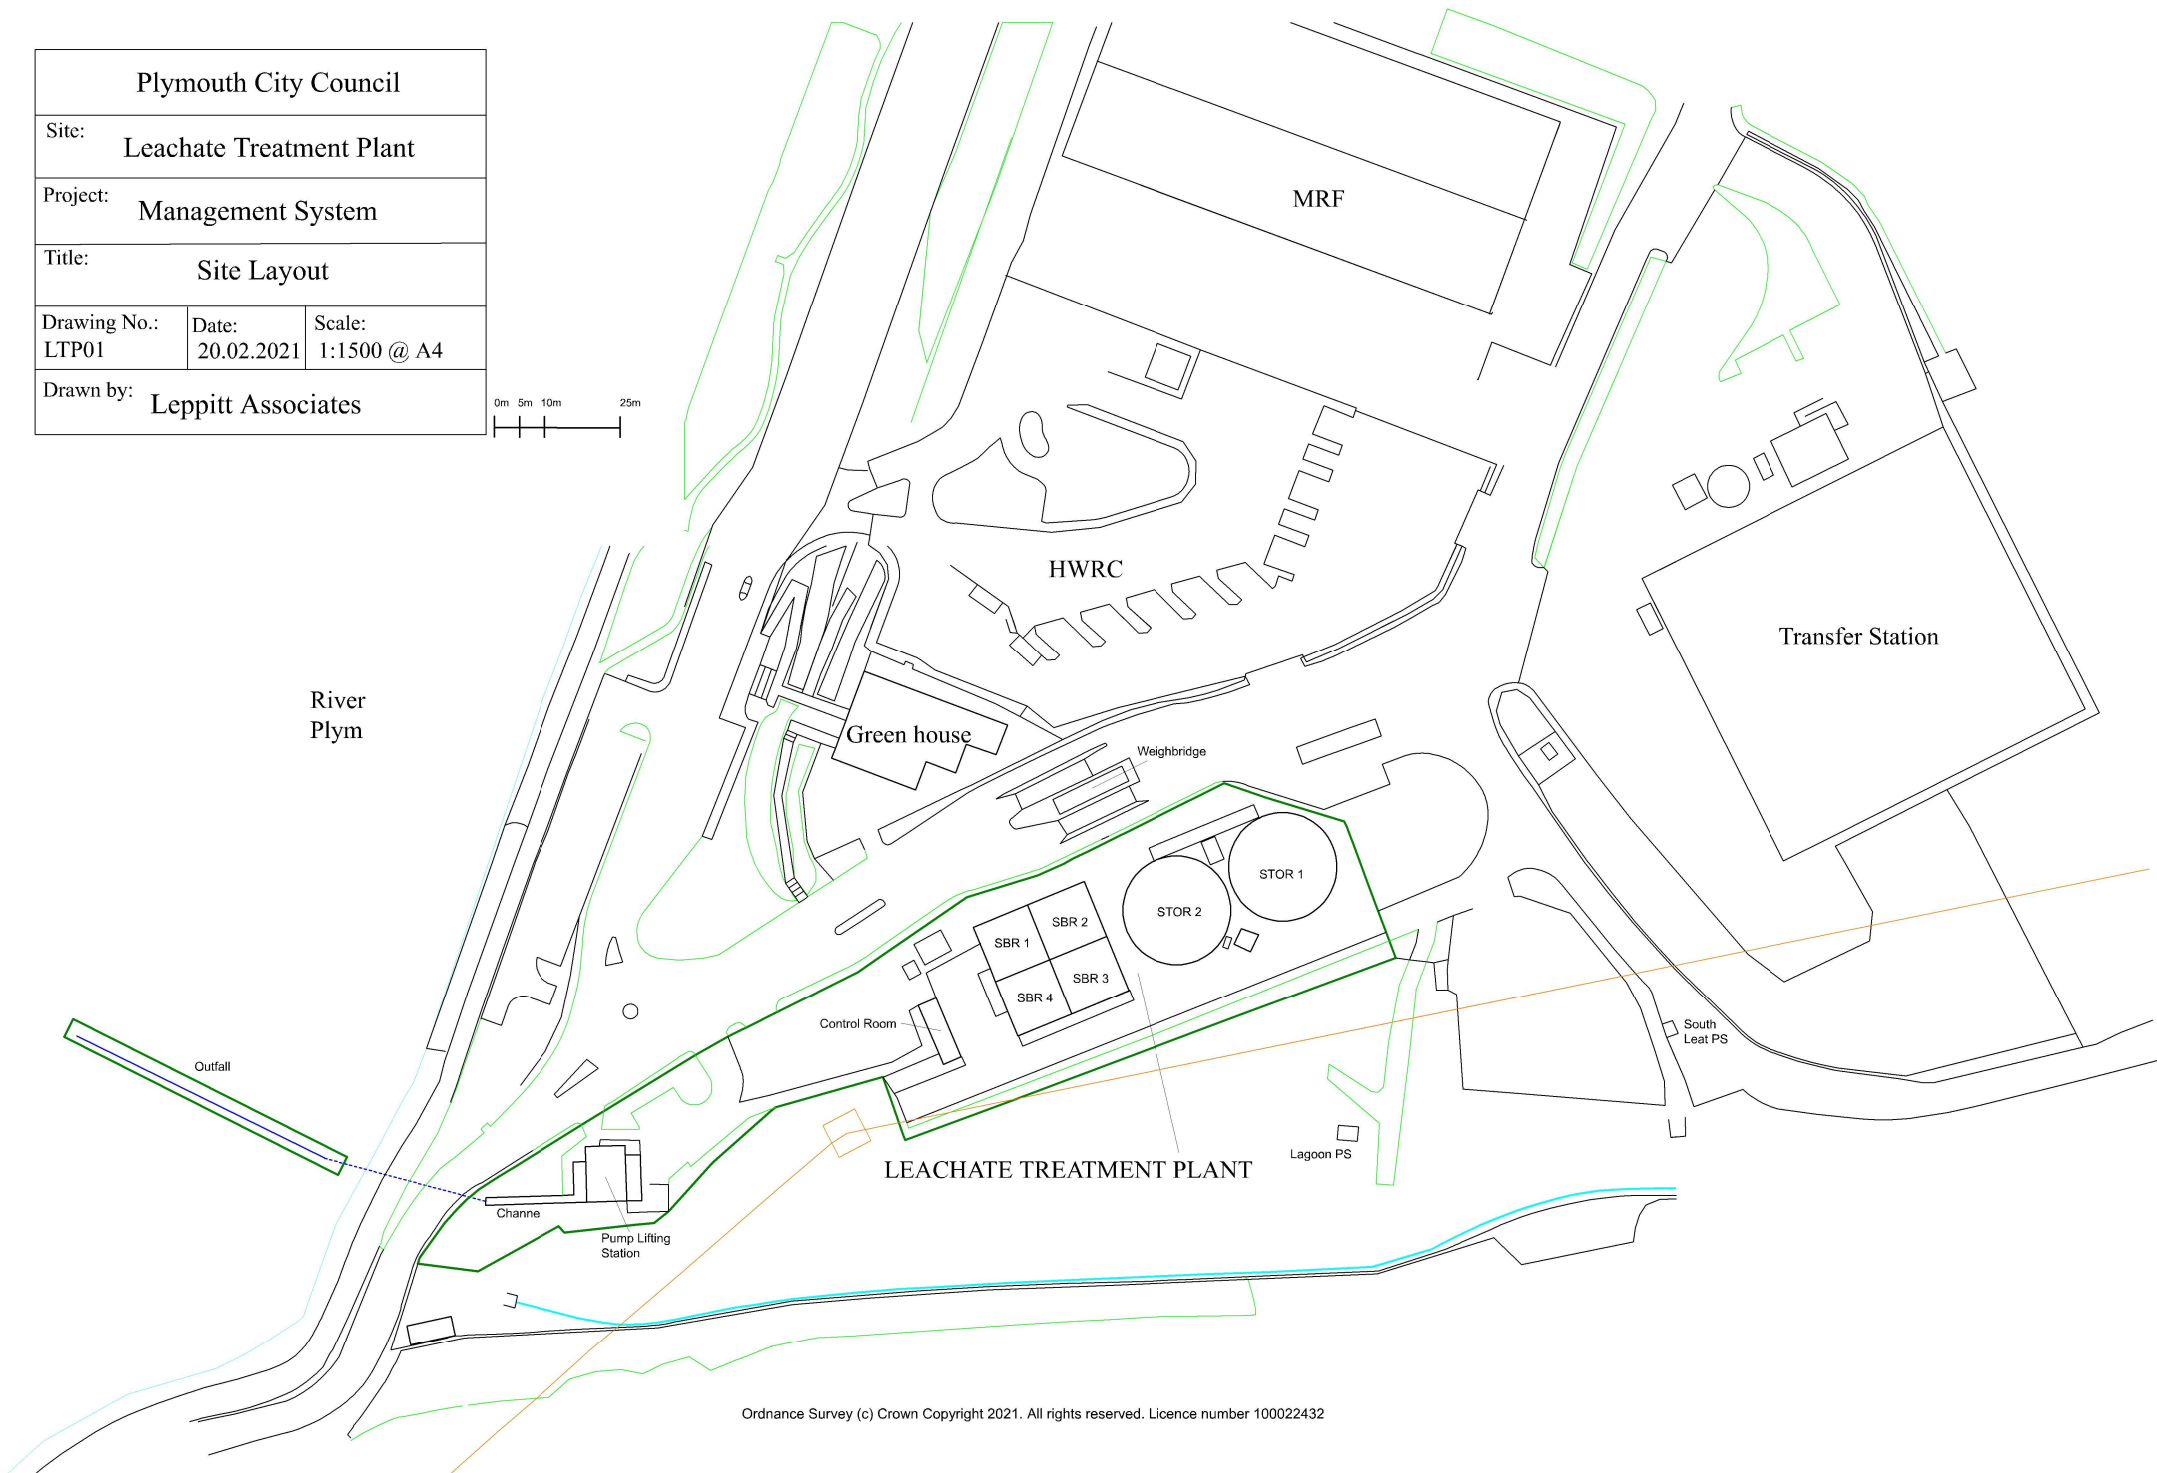 Plymouth City Council
Site:
Leachate Treatment Plant
Project:
Management System
Title:
Site Layout
Drawing No.:
LTP01
Date:
20.02.2021
Scale:
1:1500 @ A4
Drawn by:
Leppitt Associates
0m 5m 10m 25m
MRF
HWRC
Transfer Station
River
Plym
Green house
Weighbridge
STOR 1
STOR 2
SBR 2
SBR 1
SBR 3
SBR 4
Control Room
South
Leat PS
Outfall
Lagoon PS
LEACHATE TREATMENT PLANT
Channe
Pump Lifting
Station
Ordnance Survey (c) Crown Copyright 2021. All rights reserved. Licence number 100022432